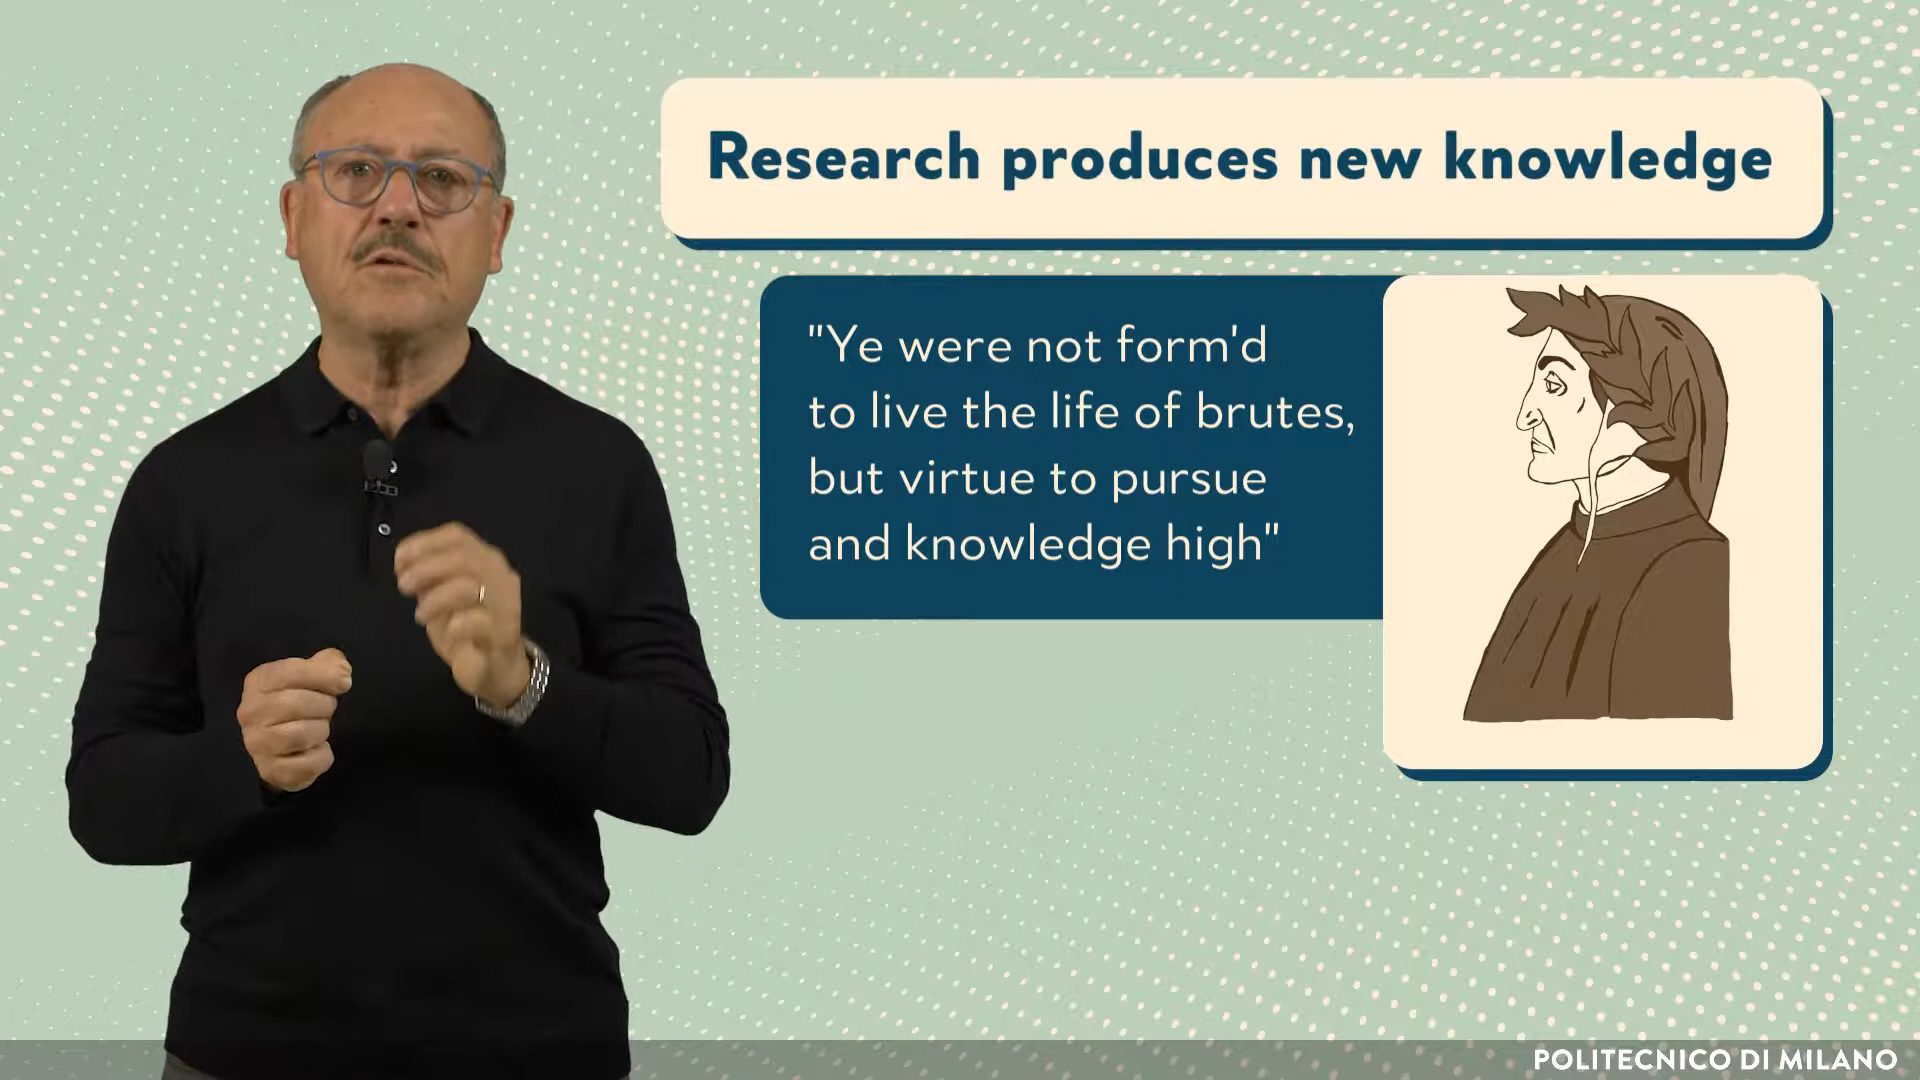 Research produces new knowledge
"Ye were not form'd
to live the life of brutes,
but virtue to pursue
and knowledge high"
POLITECNICO DI MILANO